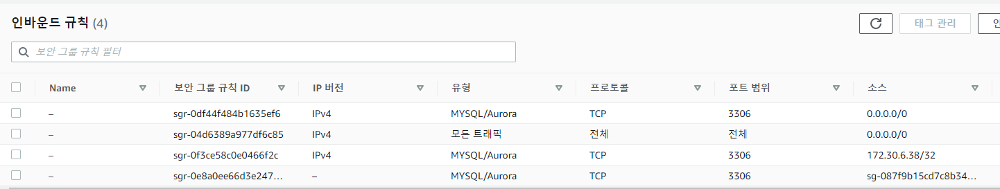 인바운드 규칙 (4)
태그 관리
보안 그룹 규칙 필터
Name 보안 그룹 규칙 ID IP 버전 유형 프로토콜 포트 범위 소스
– sgr-0df44f484b1635ef6 IPv4 MYSQL/Aurora TCP 3306 0.0.0.0/0
– sgr-04d6389a977df6c85 IPv4 모든 트래픽 전체 전체 0.0.0.0/0
– sgr-0f3ce58c0e0466f2c IPv4 MYSQL/Aurora TCP 3306 172.30.6.38/32
– sgr-0e8a0ee66d3e247... – MYSQL/Aurora TCP 3306 sg-087f9b15cd7c8b34...